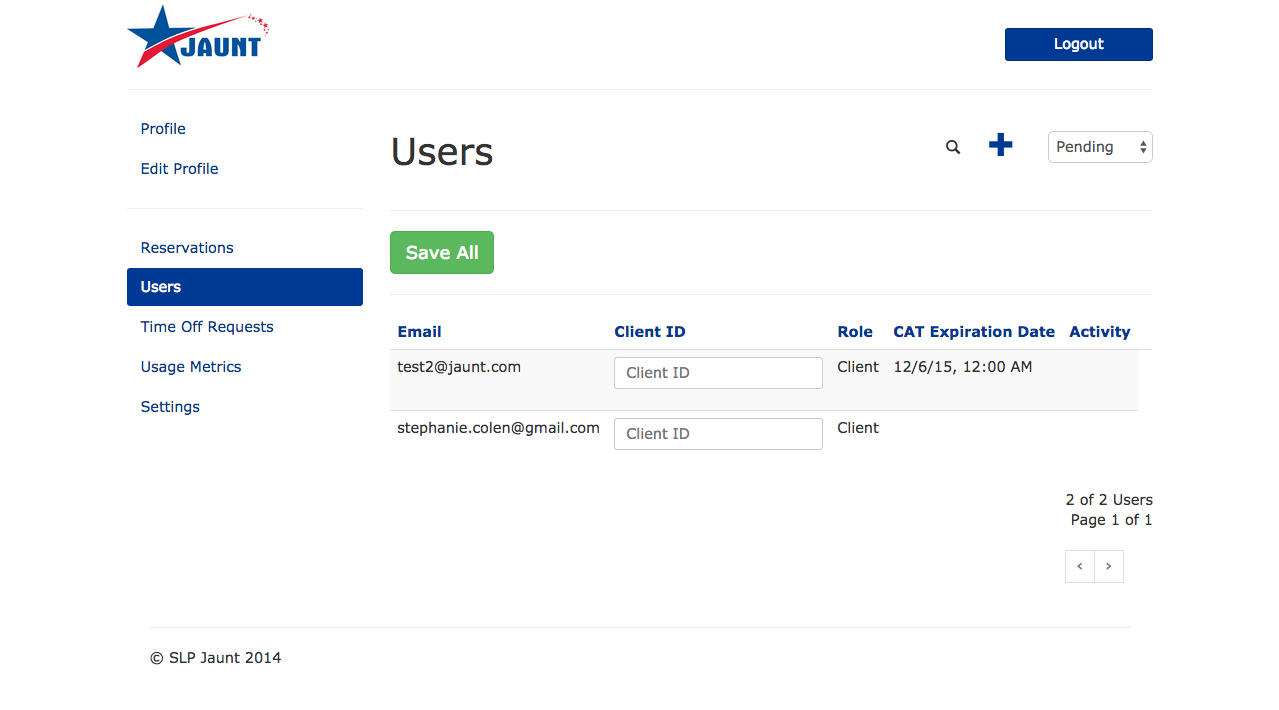 JAUNT
Logout
Profile
Edit Profile
Reservations
Users
Time Off Requests
Usage Metrics
Settings
Users
Pending
Save All
Email Client ID Role CAT Expiration Date Activity
test2@jaunt.com Client ID Client 12/6/15, 12:00 AM
stephanie.colen@gmail.com Client ID Client
2 of 2 Users
Page 1 of 1
‹ ›
© SLP Jaunt 2014